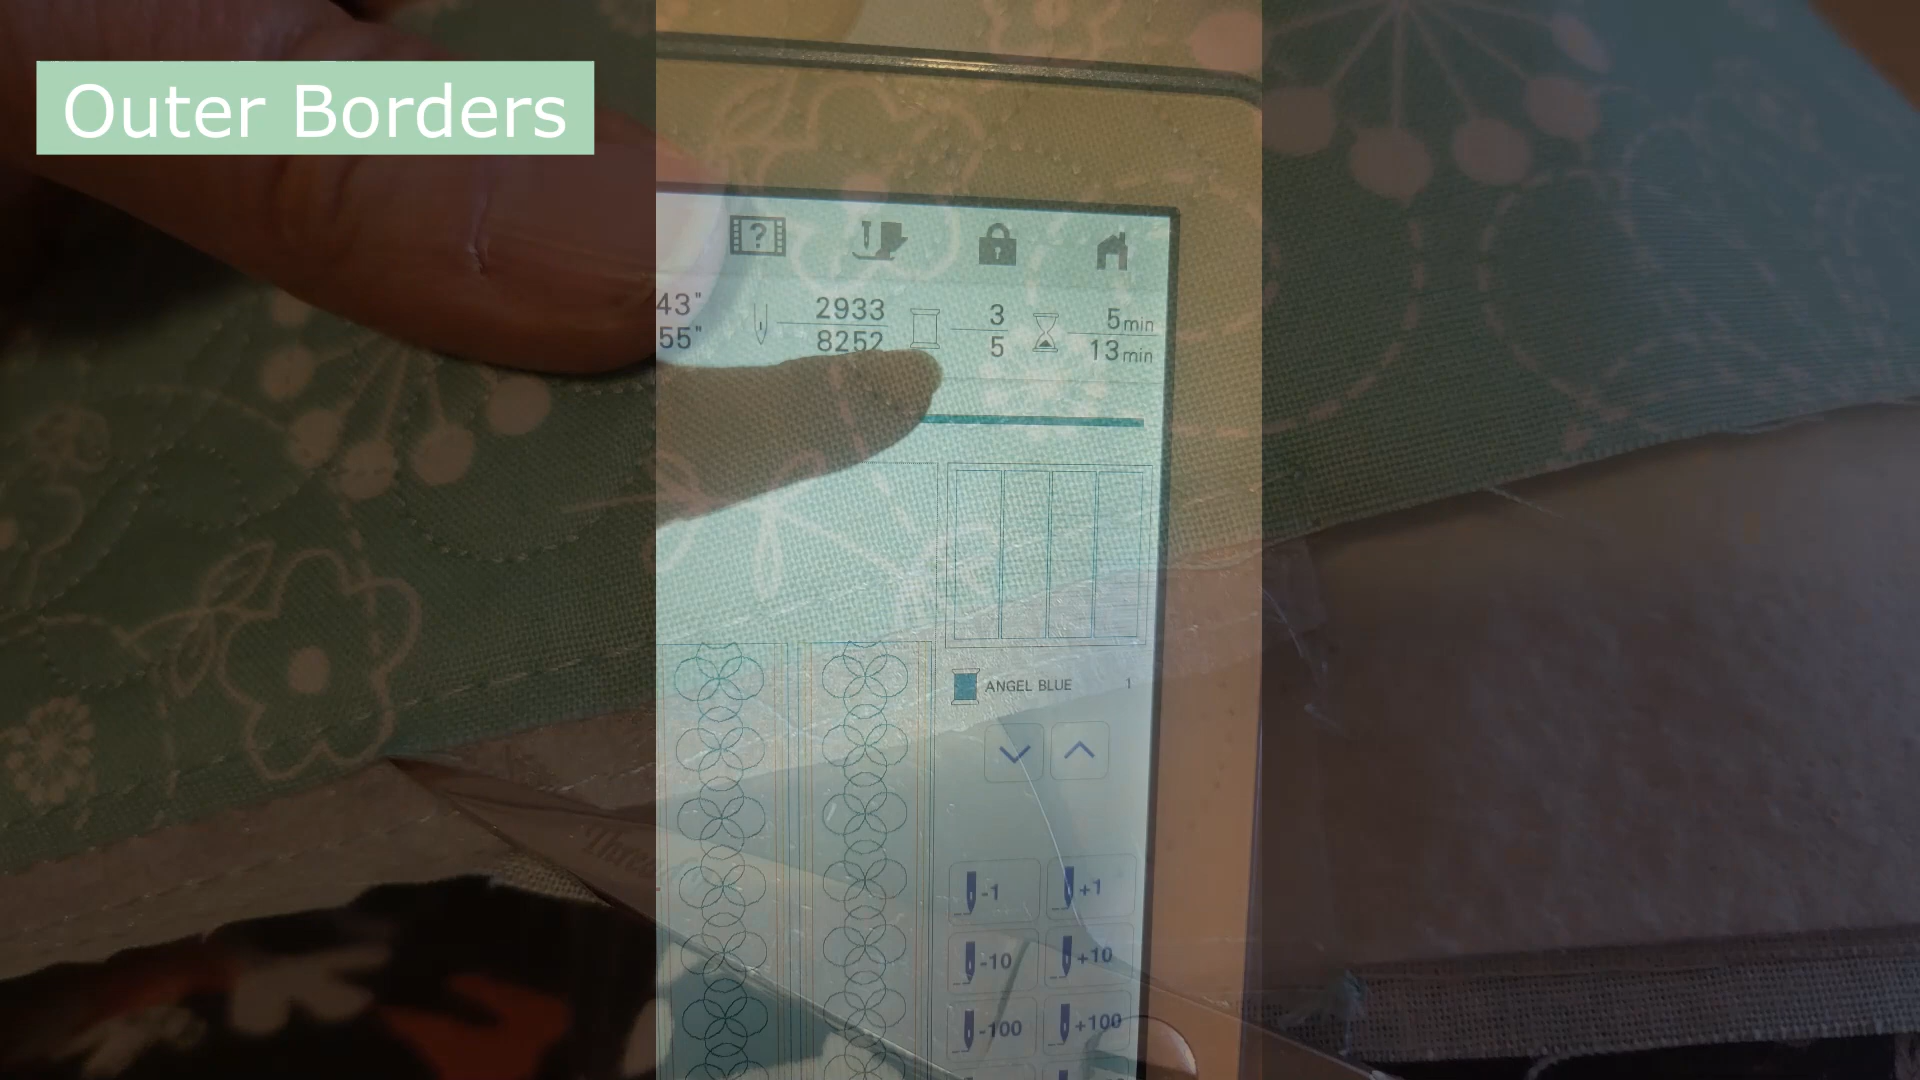 Outer Borders
?
43" 2933 3 5min
55" 8252 5 13min
ANGEL BLUE 1
-1 +1
-10 +10
-100 +100